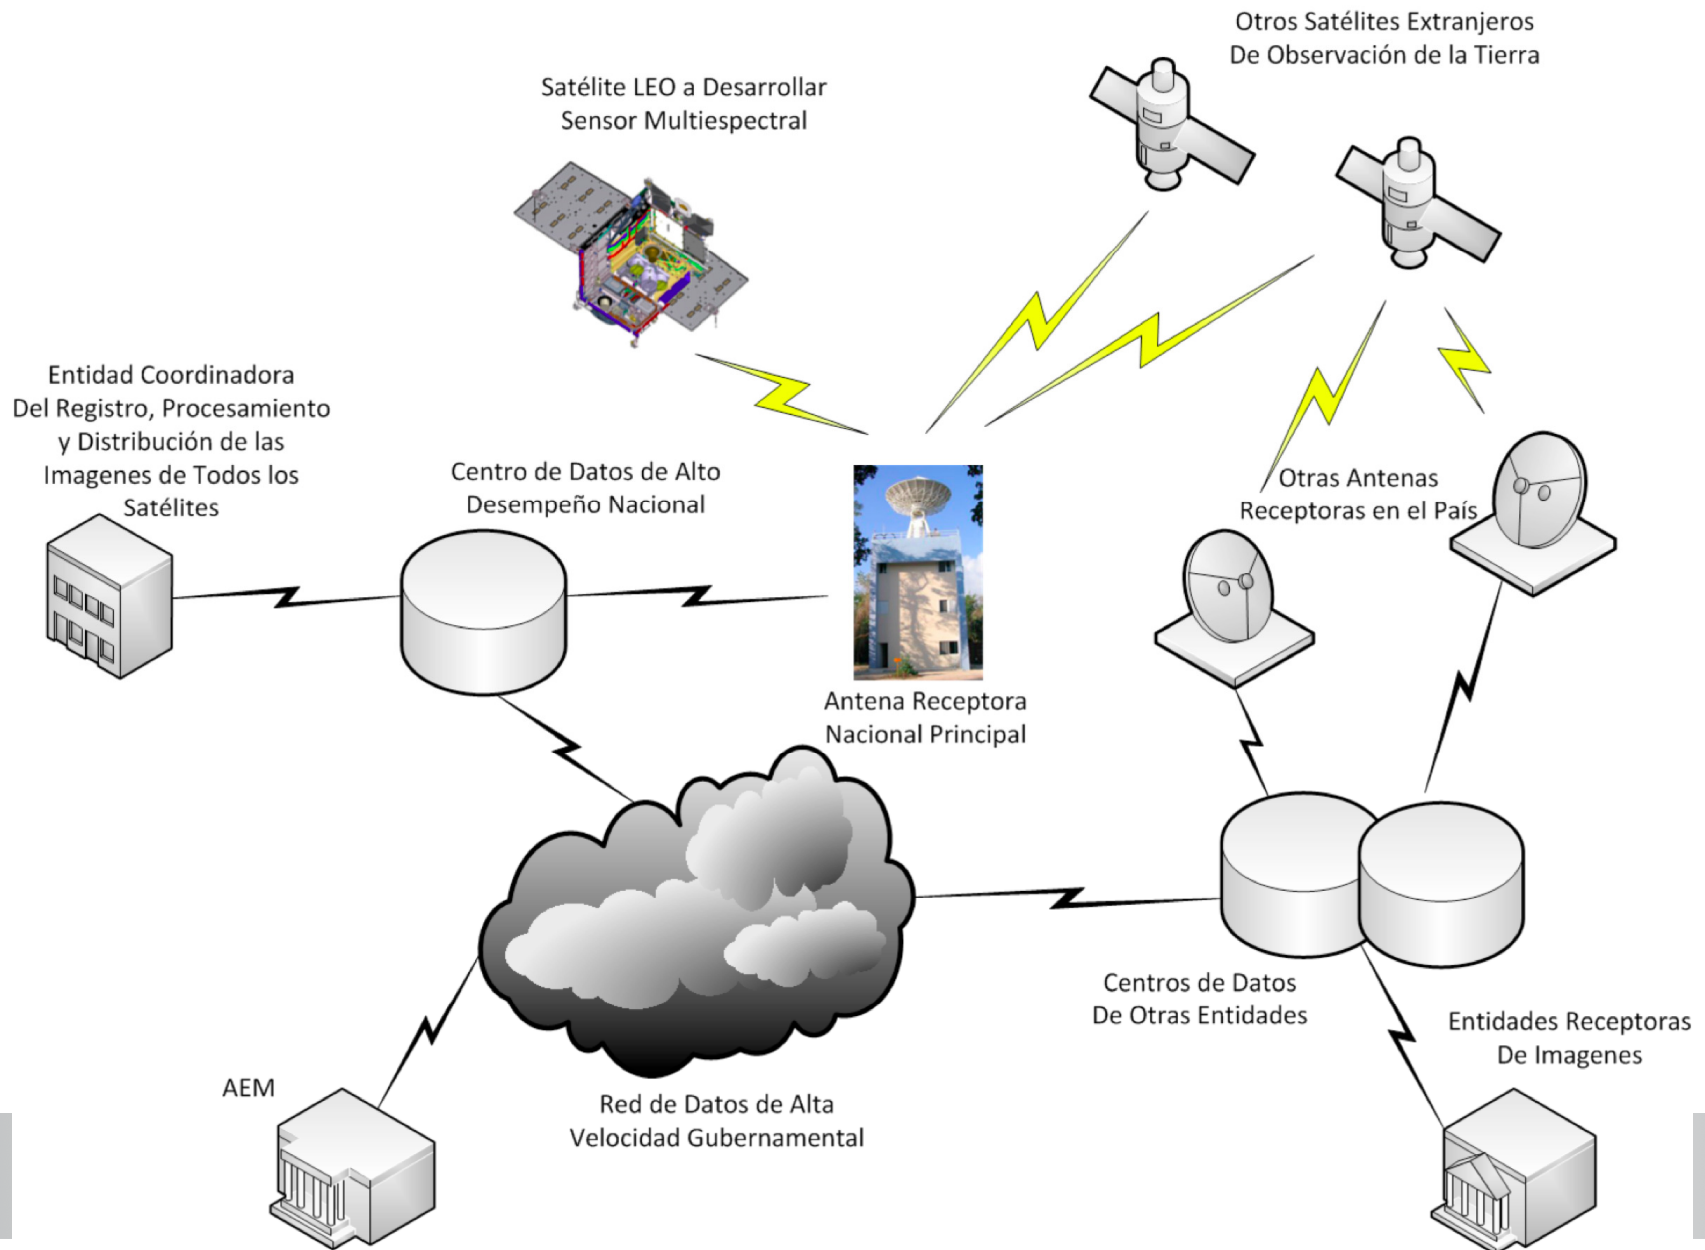 Otros Satélites Extranjeros
De Observación de la Tierra
Satélite LEO a Desarrollar
Sensor Multiespectral
Entidad Coordinadora
Del Registro, Procesamiento
y Distribución de las
Imagenes de Todos los
Satélites
Centro de Datos de Alto
Desempeño Nacional
Otras Antenas
Receptoras en el País
Antena Receptora
Nacional Principal
Centros de Datos
De Otras Entidades
Entidades Receptoras
De Imagenes
AEM
Red de Datos de Alta
Velocidad Gubernamental